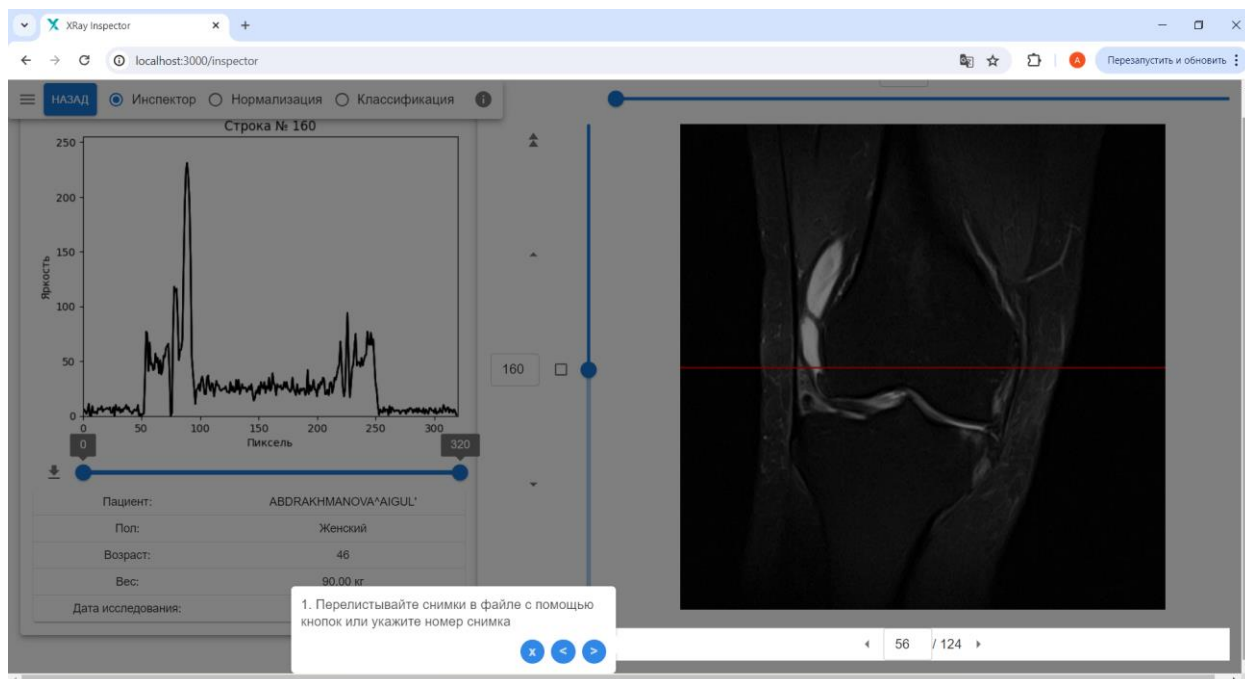 XRay Inspector
localhost:3000/inspector
Перезапустить и обновить
НАЗАД Инспектор Нормализация Классификация
Строка № 160
250
200
150
100
50
0
Яркость
0 50 100 150 200 250 300
Пиксель
0 320
160
Пациент: ABDRAKHMANOVA^AIGUL'
Пол: Женский
Возраст: 46
Вес: 90.00 кг
Дата исследования:
1. Перелистывайте снимки в файле с помощью
кнопок или укажите номер снимка
x < >
56 / 124